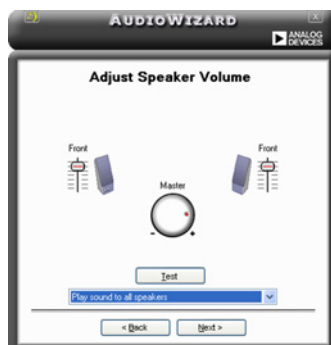 AUDIOWIZARD
X
ANALOG
DEVICES
Adjust Speaker Volume
Front
Front
Master
- +
Test
Play sound to all speakers
< Back Next >